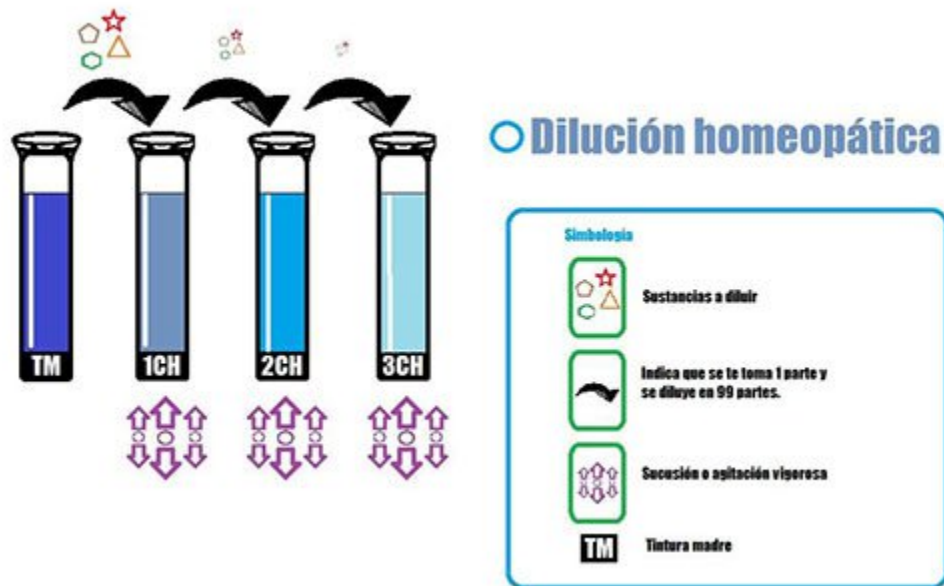 Dilución homeopática
TM
1CH
2CH
3CH
Simbología
Sustancias a diluir
Indica que se te toma 1 parte y
se diluye en 99 partes.
Sucusión o agitación vigorosa
TM
Tintura madre